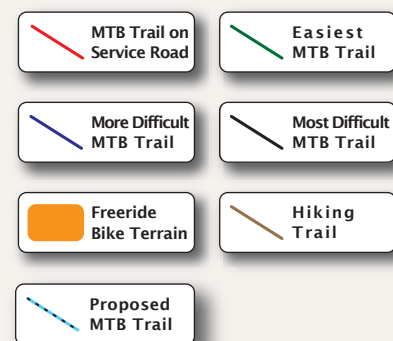 MTB Trail on
Service Road
Easiest
MTB Trail
More Difficult
MTB Trail
Most Difficult
MTB Trail
Freeride
Bike Terrain
Hiking
Trail
Proposed
MTB Trail